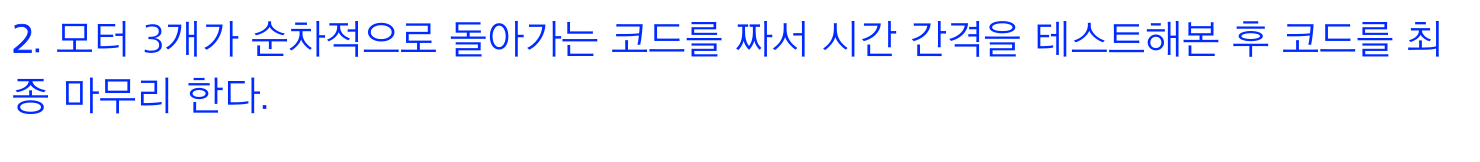 2. 모터 3개가 순차적으로 돌아가는 코드를 짜서 시간 간격을 테스트해본 후 코드를 최
종 마무리 한다.